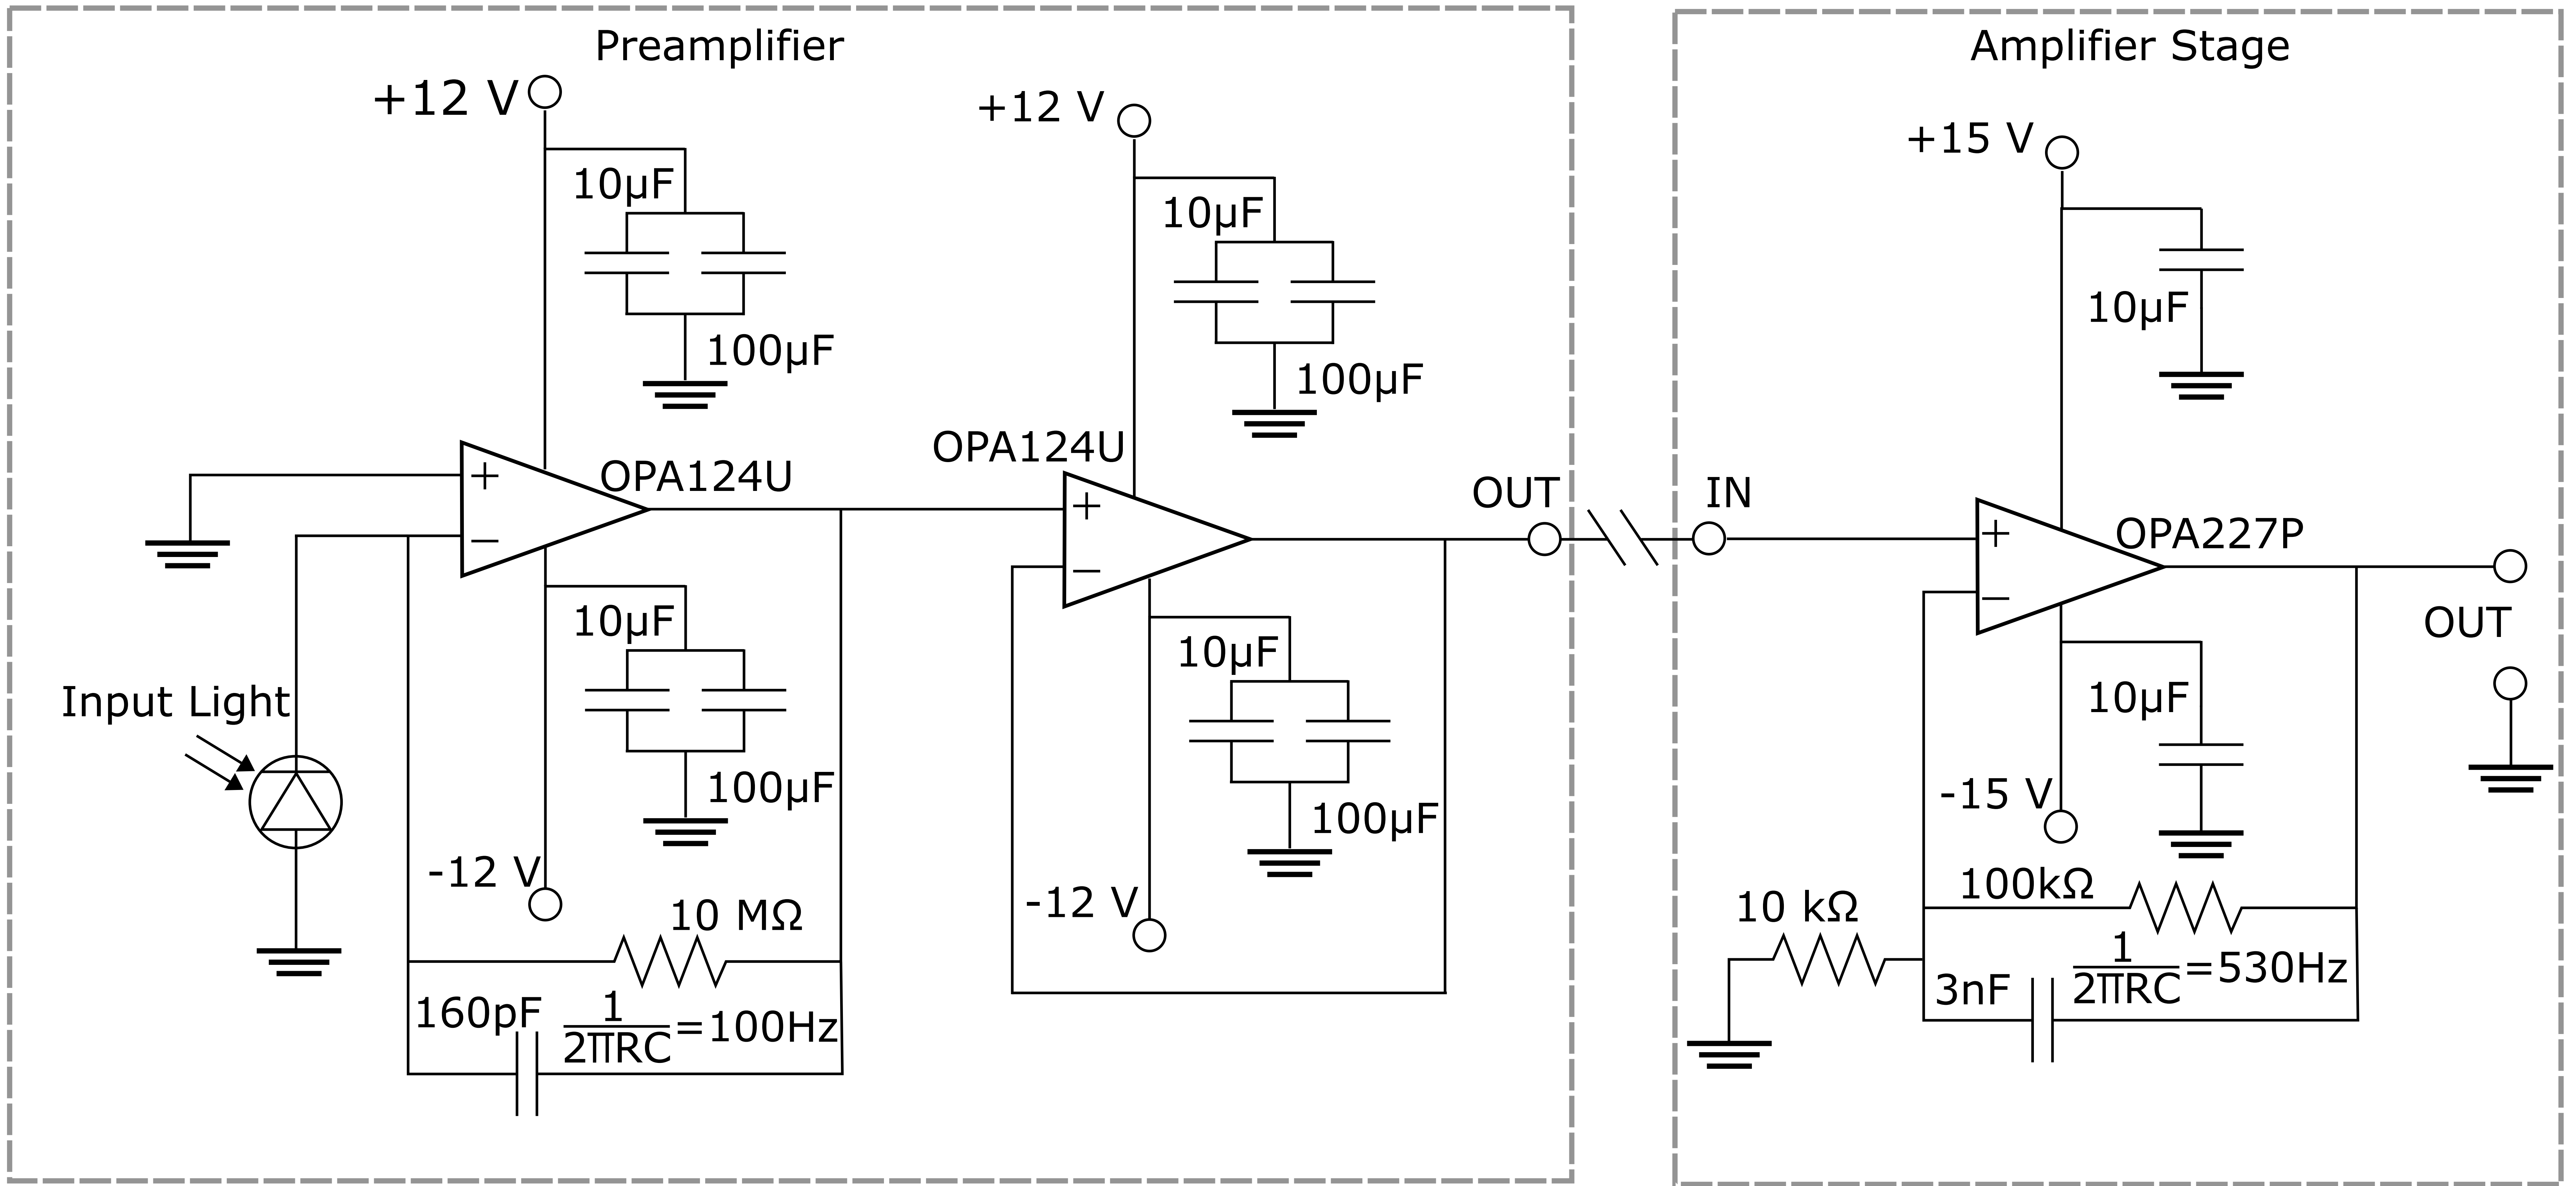 Preamplifier
+12 V
10μF
100μF
+12 V
10μF
100μF
OPA124U
+
−
OPA124U
+
−
OUT
Input Light
10μF
100μF
-12 V
10 MΩ
160pF
1
2πRC
=100Hz
10μF
100μF
-12 V
Amplifier Stage
+15 V
10μF
IN
OPA227P
+
−
OUT
10μF
-15 V
100kΩ
10 kΩ
3nF
1
2πRC
=530Hz